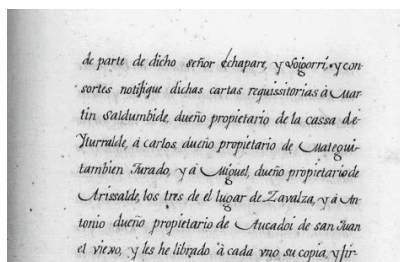 de parte de dicho señor Echapare, y Soigorri, y con-
sortes notifique dichas cartas requissitorias à Mar
tin Saldumbide, dueño propietario de la cassa de
Yturralde, à carlos dueño propietario de Mategui-
tambien Jurado, y à Miguel, dueño propietario de
Arissalde, los tres de el lugar de Zavalza, y à An-
tonio dueño propietario de Aucadoi de san Juan
el viexo, y les he librado à cada vno su copia, y fir-